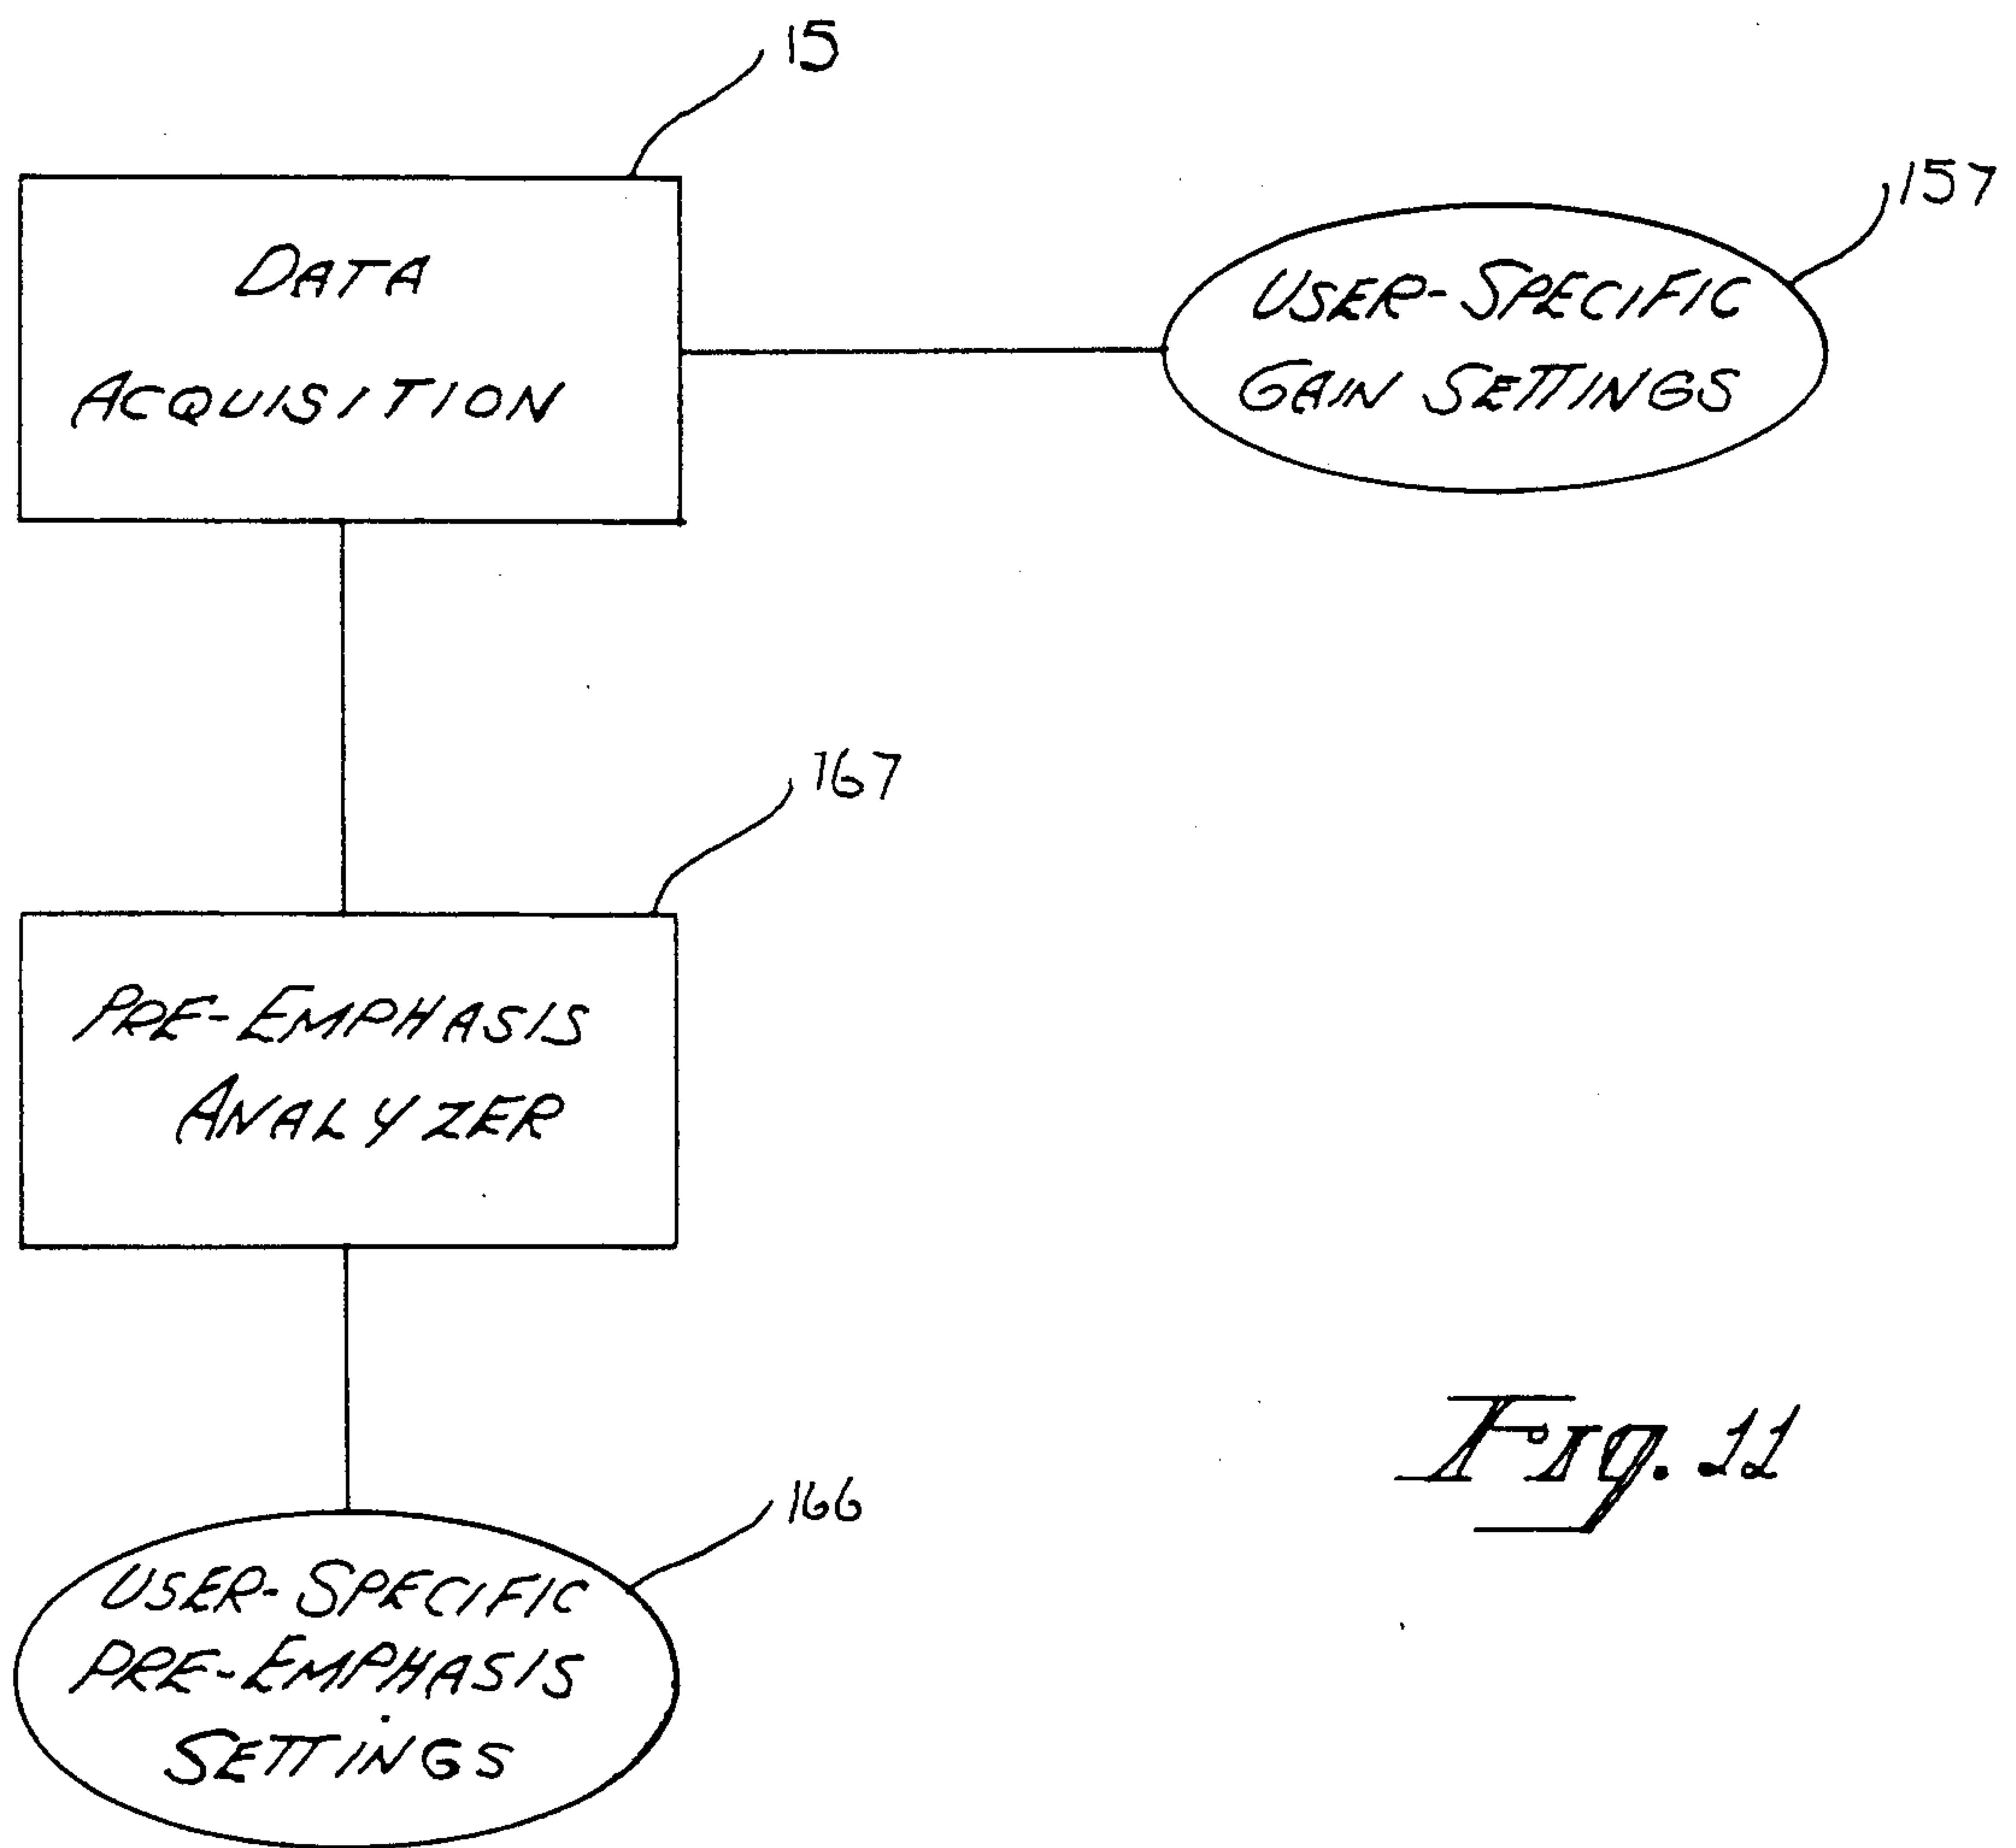 15
DATA
ACQUISITION
157
USER-SPECIFIC
GAIN SETTINGS
167
PRE-EMPHASIS
ANALYZER
166
USER-SPECIFIC
PRE-EMPHASIS
SETTINGS
Fig. 11